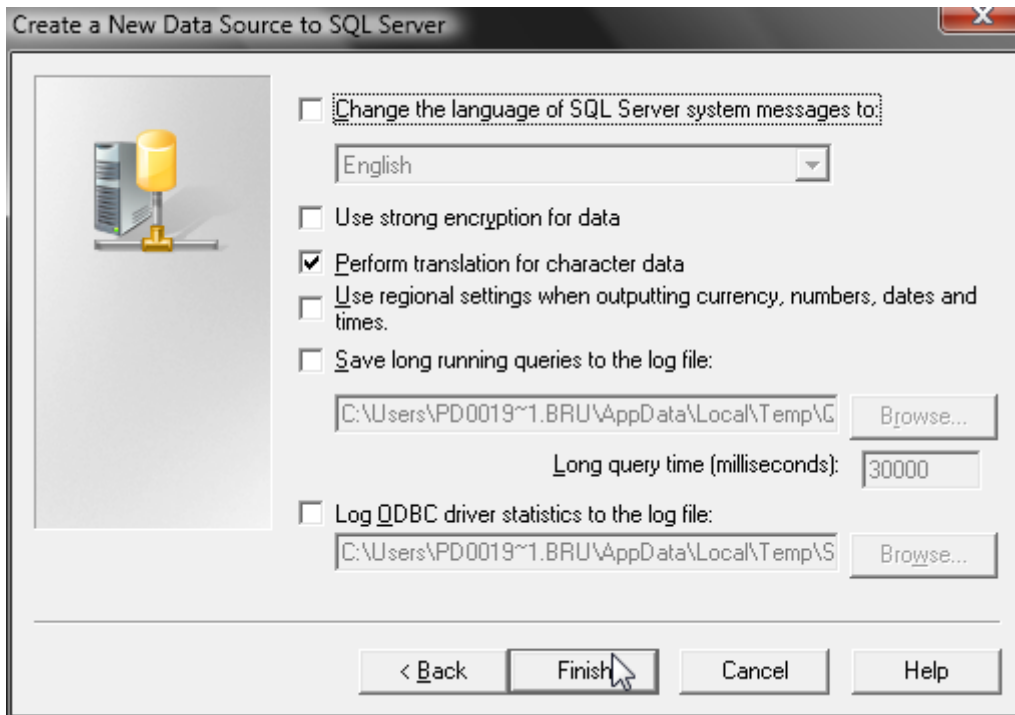 Create a New Data Source to SQL Server
Change the language of SQL Server system messages to:
English
Use strong encryption for data
Perform translation for character data
Use regional settings when outputting currency, numbers, dates and
times.
Save long running queries to the log file:
C:\Users\PD0019~1.BRU\AppData\Local\Temp\Q
Browse...
Long query time (milliseconds):
30000
Log ODBC driver statistics to the log file:
C:\Users\PD0019~1.BRU\AppData\Local\Temp\S
Browse...
< Back
Finish
Cancel
Help